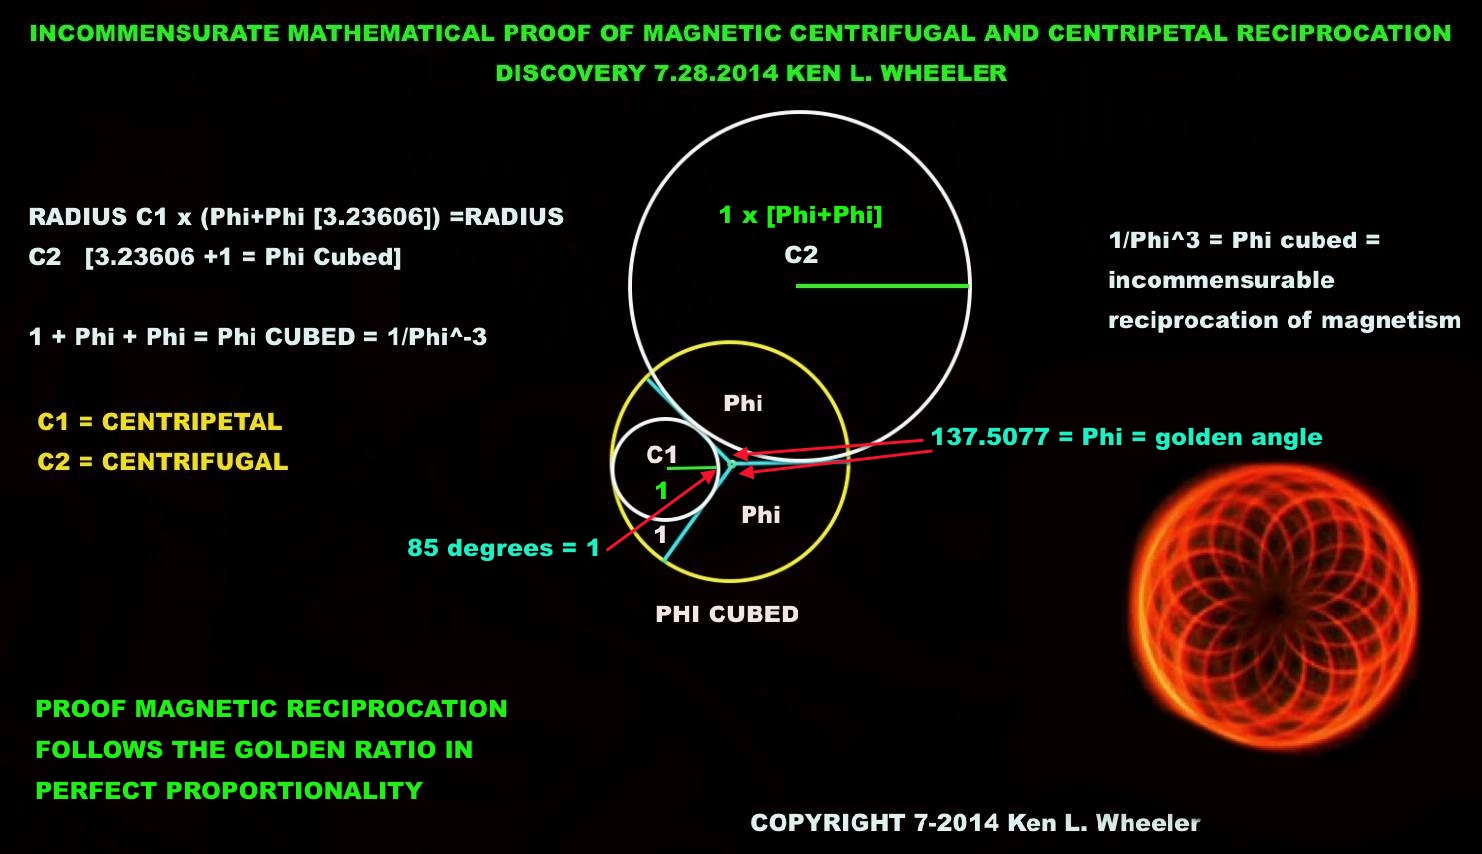 INCOMMENSURATE MATHEMATICAL PROOF OF MAGNETIC CENTRIFUGAL AND CENTRIPETAL RECIPROCATION
DISCOVERY 7.28.2014 KEN L. WHEELER
RADIUS C1 x (Phi+Phi [3.23606]) =RADIUS
C2 [3.23606 +1 = Phi Cubed]
1 + Phi + Phi = Phi CUBED = 1/Phi^-3
C1 = CENTRIPETAL
C2 = CENTRIFUGAL
1 x [Phi+Phi]
C2
1/Phi^3 = Phi cubed =
incommensurable
reciprocation of magnetism
Phi
137.5077 = Phi = golden angle
C1
1
Phi
1
85 degrees = 1
PHI CUBED
PROOF MAGNETIC RECIPROCATION
FOLLOWS THE GOLDEN RATIO IN
PERFECT PROPORTIONALITY
COPYRIGHT 7-2014 Ken L. Wheeler